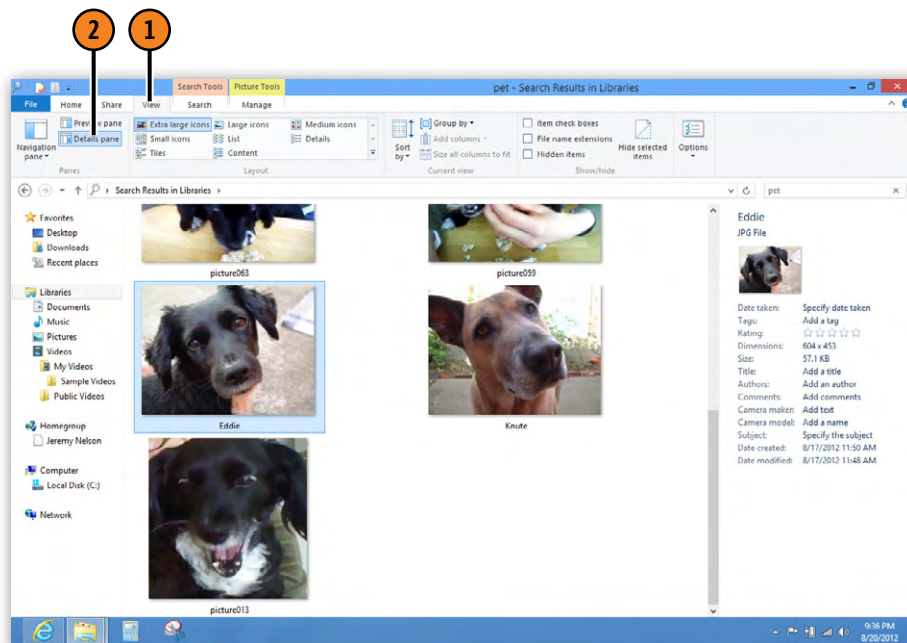 2 1
Search Tools Picture Tools pet - Search Results in Libraries
File Home Share View Search Manage
Preview pane Extra large icons Large icons Medium icons Group by Item check boxes
Details pane Small icons List Details Add columns File name extensions
Navigation pane Tiles Content Sort by Size all columns to fit Hidden items Hide selected items Options
Panes Layout Current view Show/hide
Search Results in Libraries pet
Favorites
Desktop
Downloads
Recent places
Libraries
Documents
Music
Pictures
Videos
My Videos
Sample Videos
Public Videos
Homegroup
Jeremy Nelson
Computer
Local Disk (C:)
Network
picture063 picture059
Eddie Knute
picture013
Eddie
JPG File
Date taken: Specify date taken
Tags: Add a tag
Rating:
Dimensions: 604 x 453
Size: 57.1 KB
Title: Add a title
Authors: Add an author
Comments: Add comments
Camera maker: Add text
Camera model: Add a name
Subject: Specify the subject
Date created: 8/17/2012 11:50 AM
Date modified: 8/17/2012 11:48 AM
9:36 PM
8/20/2012